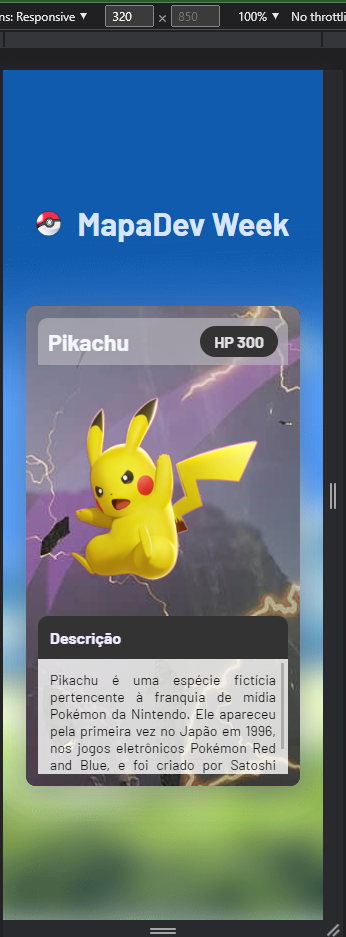 ns: Responsive ▼ 320 × 850 100% ▼ No throttli
MapaDev Week
Pikachu HP 300
Descrição
Pikachu é uma espécie fictícia
pertencente à franquia de mídia
Pokémon da Nintendo. Ele apareceu
pela primeira vez no Japão em 1996,
nos jogos eletrônicos Pokémon Red
and Blue, e foi criado por Satoshi